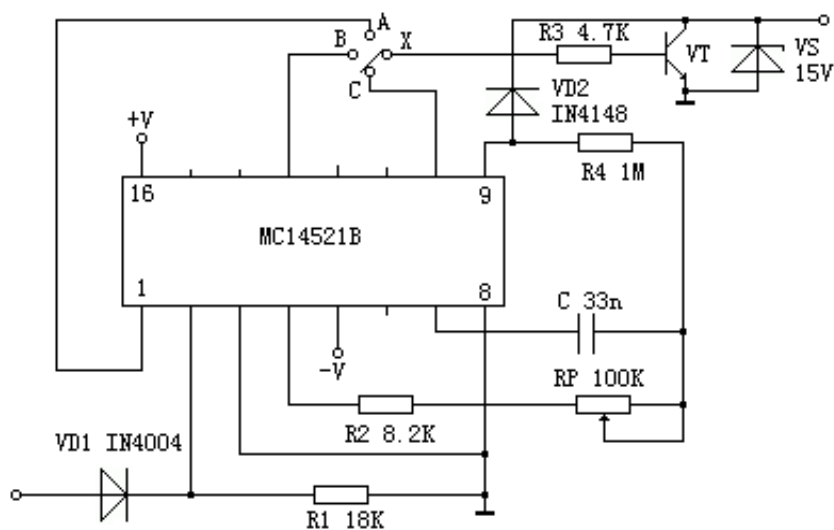 A
B
X
C
R3 4.7K
VT
VS
15V
VD2
IN4148
+V
R4 1M
16
9
MC14521B
1
8
C 33n
-V
RP 100K
R2 8.2K
VD1 IN4004
R1 18K